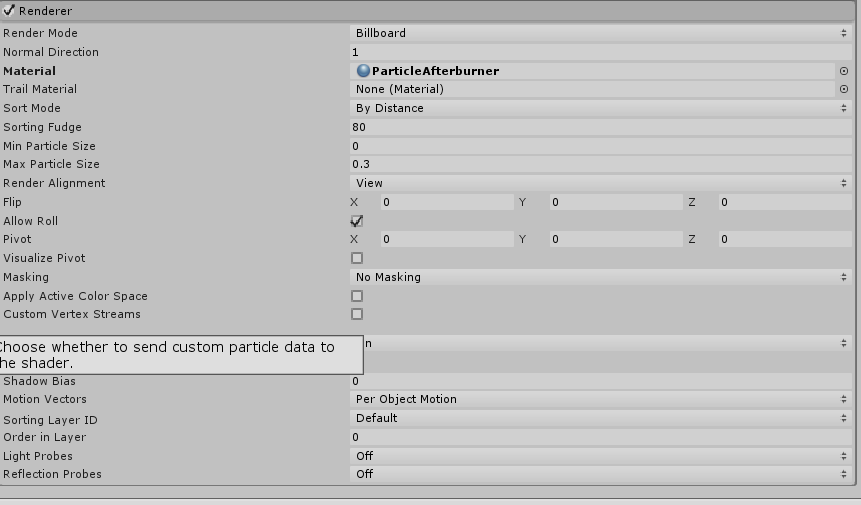 Renderer
Render Mode Billboard
Normal Direction 1
Material ParticleAfterburner
Trail Material None (Material)
Sort Mode By Distance
Sorting Fudge 80
Min Particle Size 0
Max Particle Size 0.3
Render Alignment View
Flip X 0 Y 0 Z 0
Allow Roll
Pivot X 0 Y 0 Z 0
Visualize Pivot
Masking No Masking
Apply Active Color Space
Custom Vertex Streams
Choose whether to send custom particle data to n
the shader.
Shadow Bias 0
Motion Vectors Per Object Motion
Sorting Layer ID Default
Order in Layer 0
Light Probes Off
Reflection Probes Off